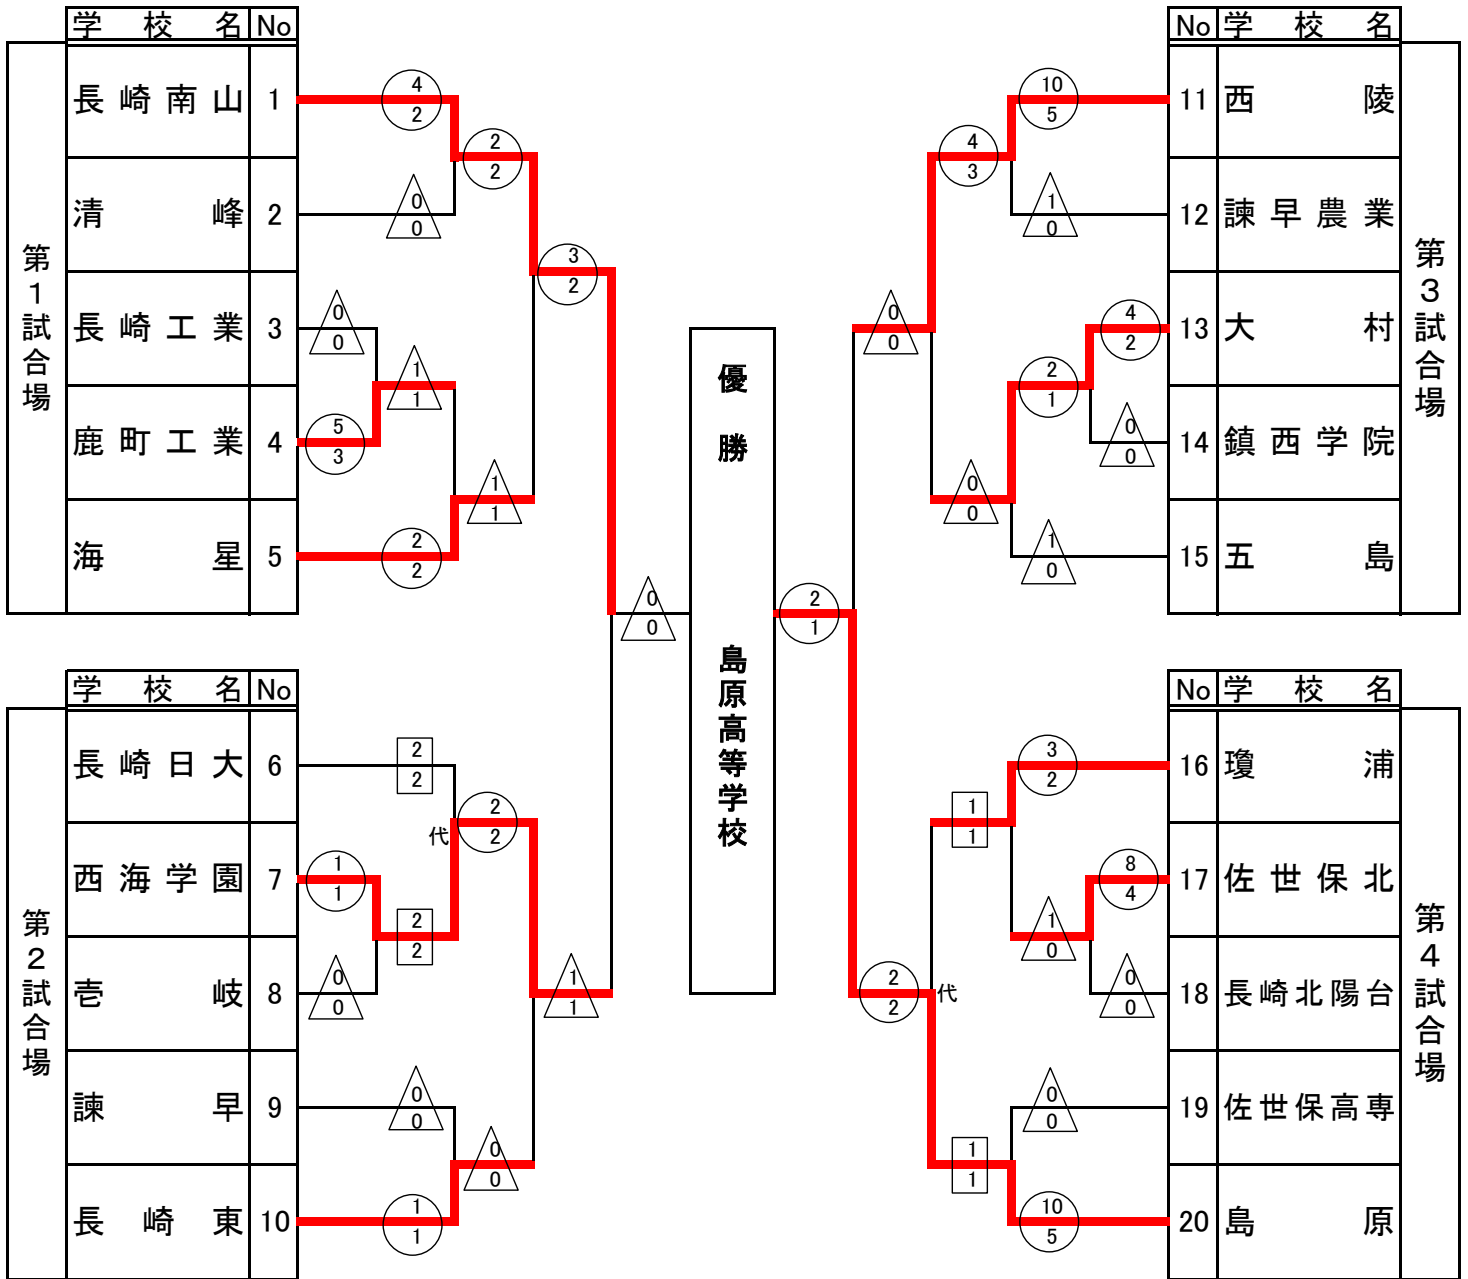 学校名 No
第1試合場
長崎南山 1
4
2
2
2
清峰 2
0
0
3
2
長崎工業 3
0
0
1
1
鹿町工業 4
5
3
1
1
海星 5
2
2
0
0
学校名 No
第2試合場
長崎日大 6
2
2
代
2
2
西海学園 7
1
1
2
2
壱岐 8
0
0
1
1
諫早 9
0
0
0
0
長崎東 10
1
1
優勝
島原高等学校
No 学校名
第3試合場
11 西陵
10
5
4
3
12 諫早農業
1
0
0
0
13 大村
4
2
2
1
14 鎮西学院
0
0
0
0
15 五島
1
0
2
1
No 学校名
第4試合場
16 瓊浦
3
2
1
1
17 佐世保北
8
4
1
0
18 長崎北陽台
0
0
2
2
代
19 佐世保高専
0
0
1
1
20 島原
10
5